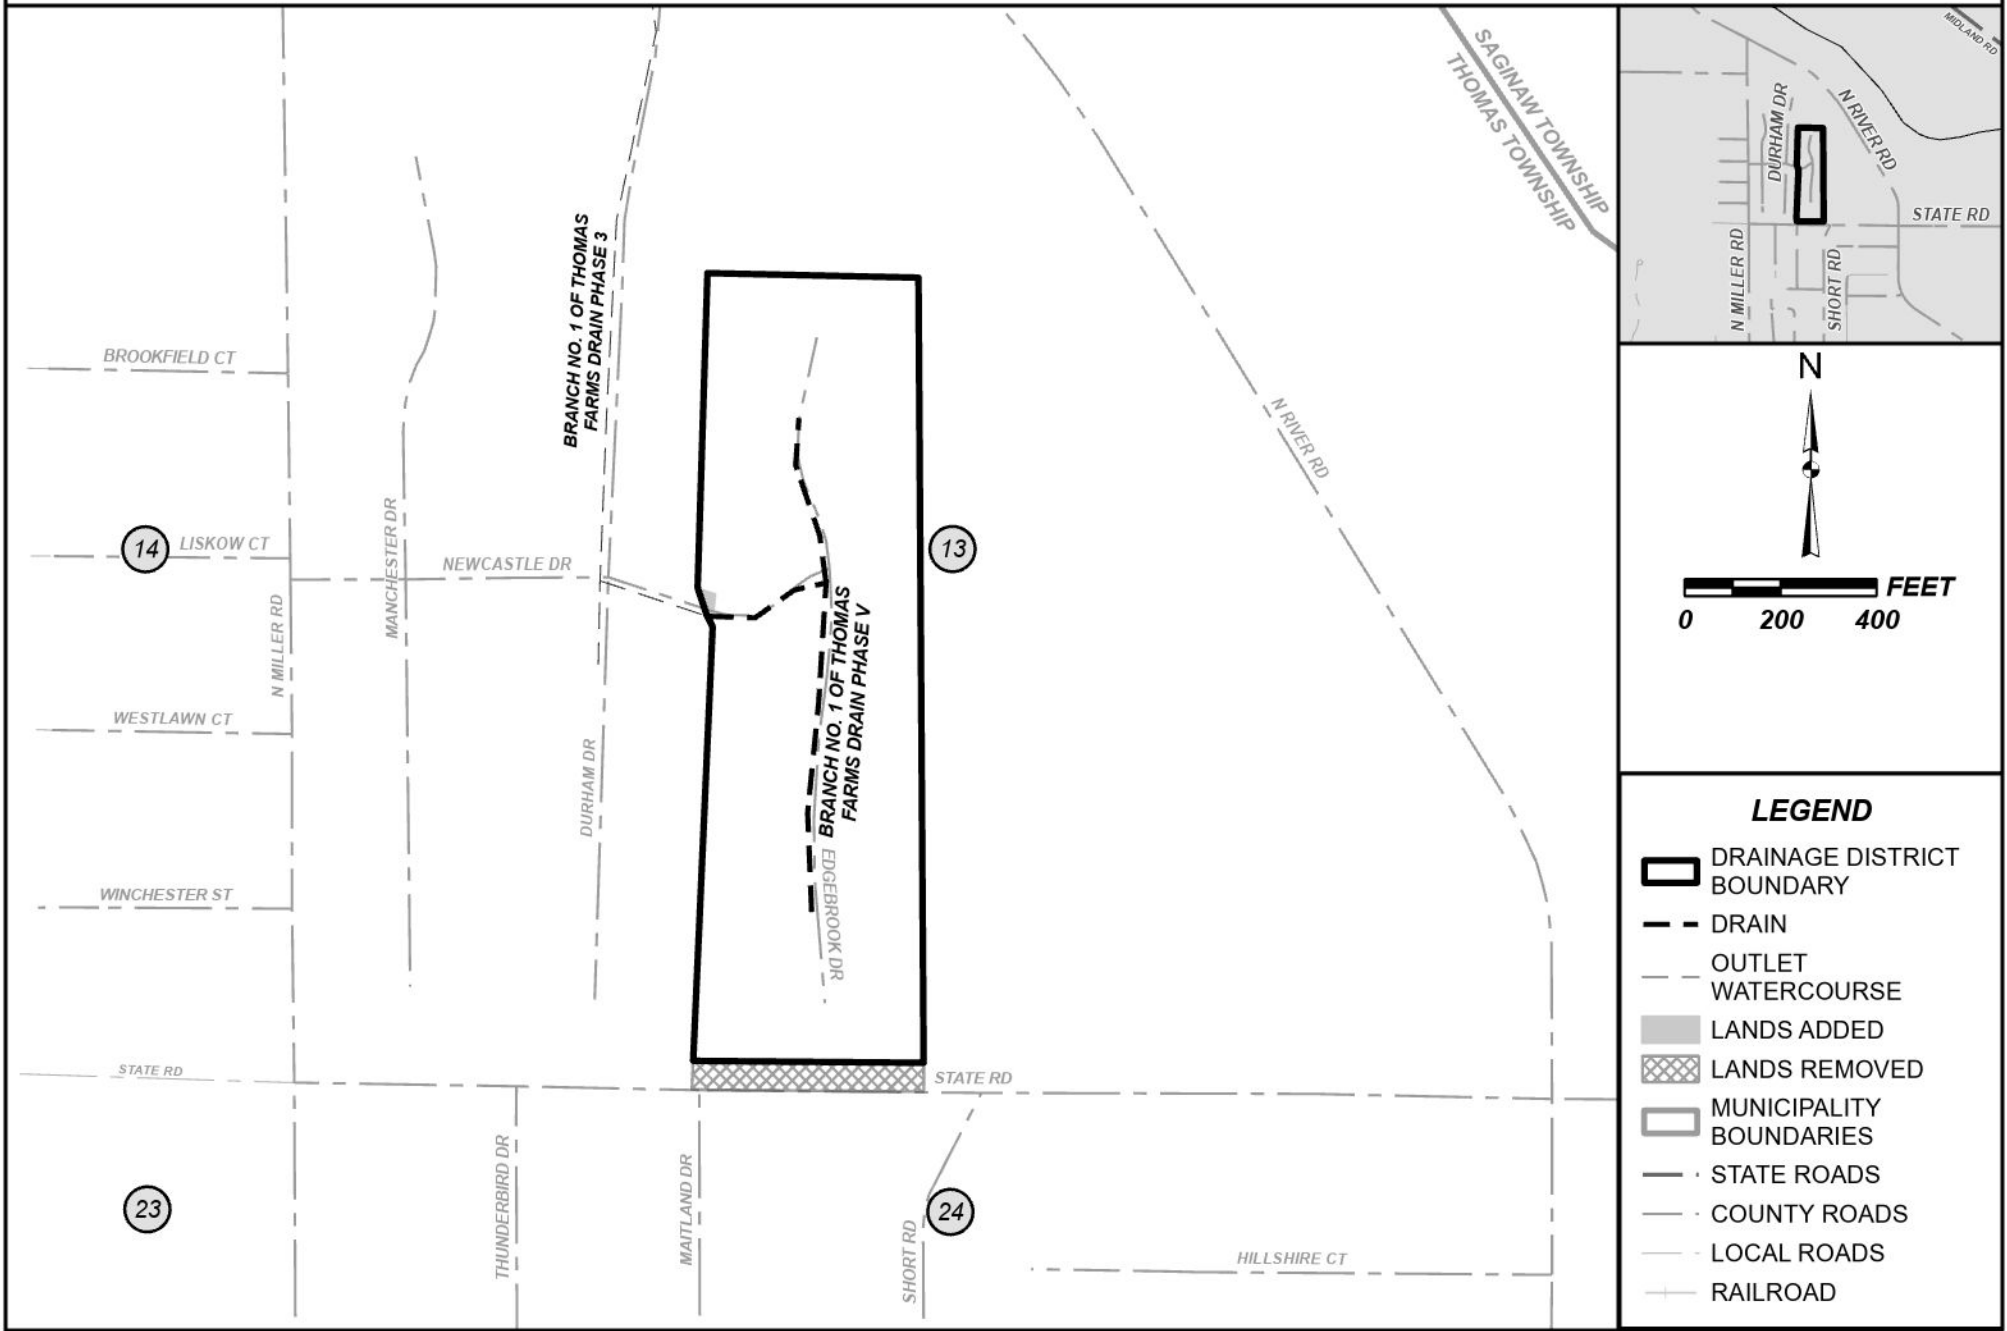 SAGINAW TOWNSHIP
THOMAS TOWNSHIP
BRANCH NO. 1 OF THOMAS
FARMS DRAIN PHASE 3
BROOKFIELD CT
N RIVER RD
MANCHESTER DR
14
LISKOW CT
NEWCASTLE DR
13
N MILLER RD
BRANCH NO. 1 OF THOMAS
FARMS DRAIN PHASE V
WESTLAWN CT
DURHAM DR
WINCHESTER ST
EDGEBROOK DR
STATE RD
STATE RD
23
THUNDERBIRD DR
MAITLAND DR
SHORT RD
24
HILLSHIRE CT
MIDLAND RD
DURHAM DR
N RIVER RD
STATE RD
N MILLER RD
SHORT RD
N
FEET
0 200 400
LEGEND
DRAINAGE DISTRICT
BOUNDARY
DRAIN
OUTLET
WATERCOURSE
LANDS ADDED
LANDS REMOVED
MUNICIPALITY
BOUNDARIES
STATE ROADS
COUNTY ROADS
LOCAL ROADS
RAILROAD